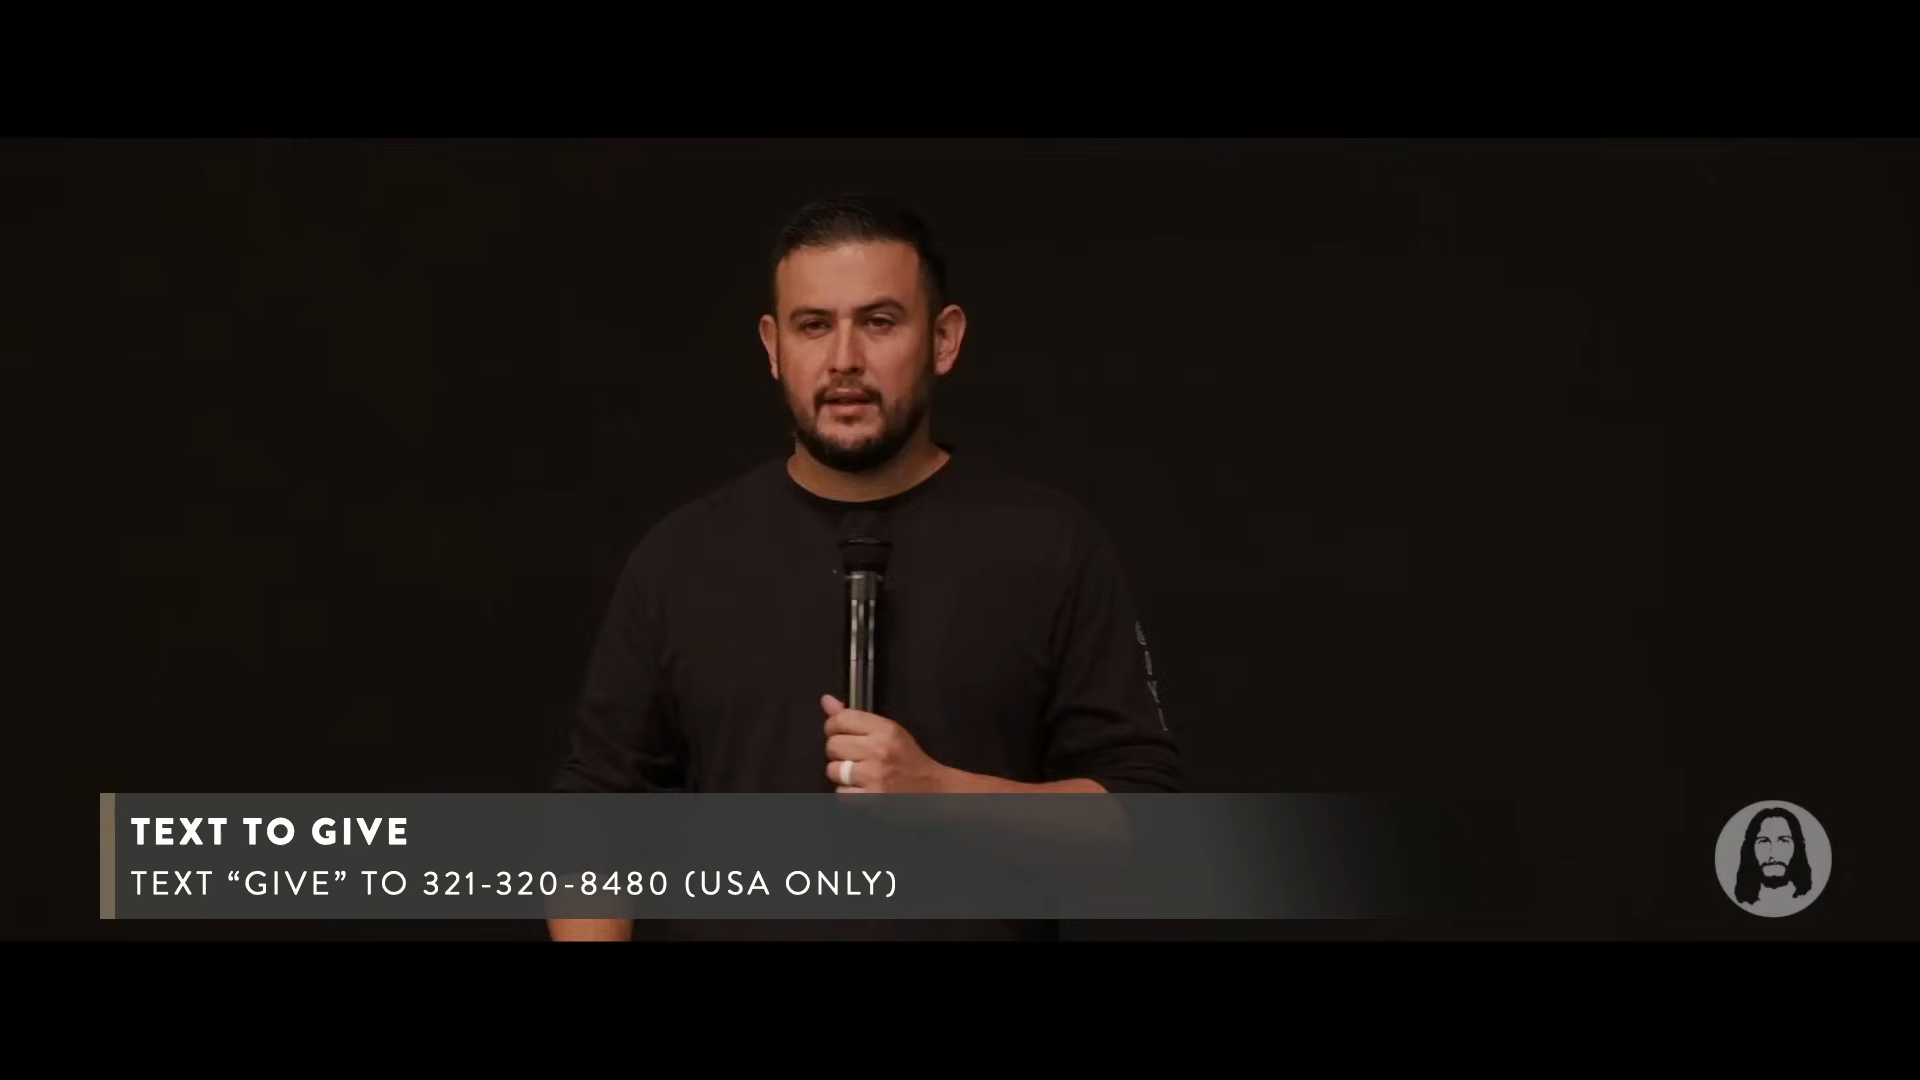 TEXT TO GIVE
TEXT “GIVE” TO 321-320-8480 (USA ONLY)